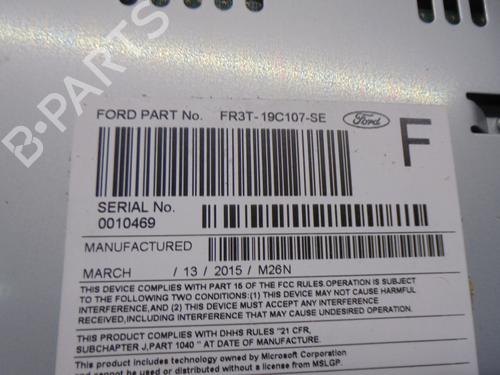 FORD PART No. FR3T-19C107-SE Ford F
SERIAL No.
0010469
MANUFACTURED
MARCH / 13 / 2015 / M26N
THIS DEVICE COMPLIES WITH PART 15 OF THE FCC RULES.OPERATION IS SUBJECT
TO THE FOLLOWING TWO CONDITIONS:(1) THIS DEVICE MAY NOT CAUSE HARMFUL
INTERFERENCE,AND (2) THIS DEVICE MUST ACCEPT ANY INTERFERENCE
RECEIVED,INCLUDING INTERFERENCE THAT MAY CAUSE UNDESIRED OPERATION.
THIS PRODUCT COMPLIES WITH DHHS RULES "21 CFR,
SUBCHAPTER J,PART 1040" AT DATE OF MANUFACTURE.
This product includes technology owned by Microsoft Corporation
and cannot be used or distributed without a license from MSLGP.
B-Parts